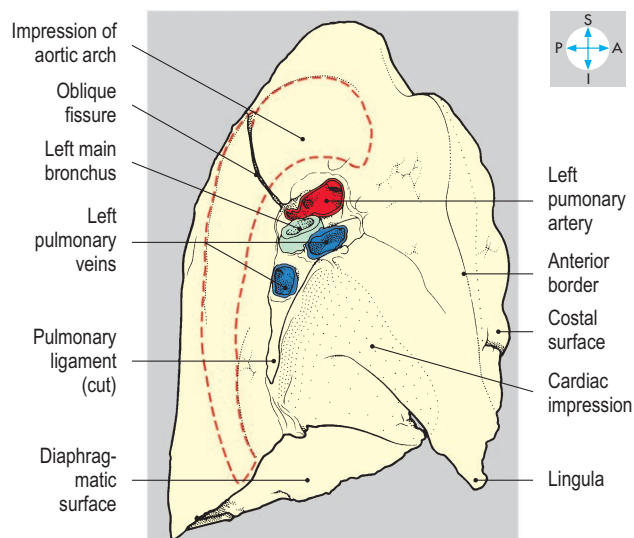 Impression of
aortic arch
Oblique
fissure
Left main
bronchus
Left
pulmonary
veins
Pulmonary
ligament
(cut)
Diaphrag-
matic
surface
S
P
A
I
Left
pumonary
artery
Anterior
border
Costal
surface
Cardiac
impression
Lingula